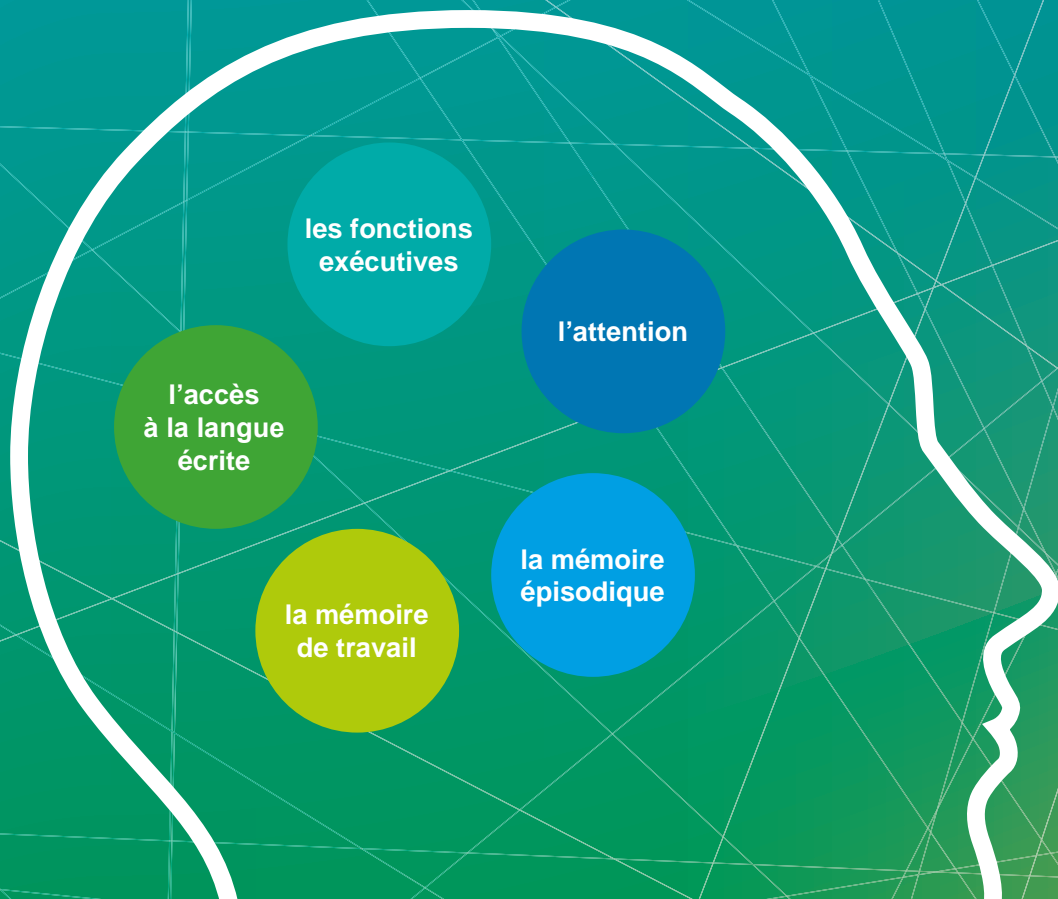 les fonctions
exécutives
l’attention
l’accès
à la langue
écrite
la mémoire
épisodique
la mémoire
de travail